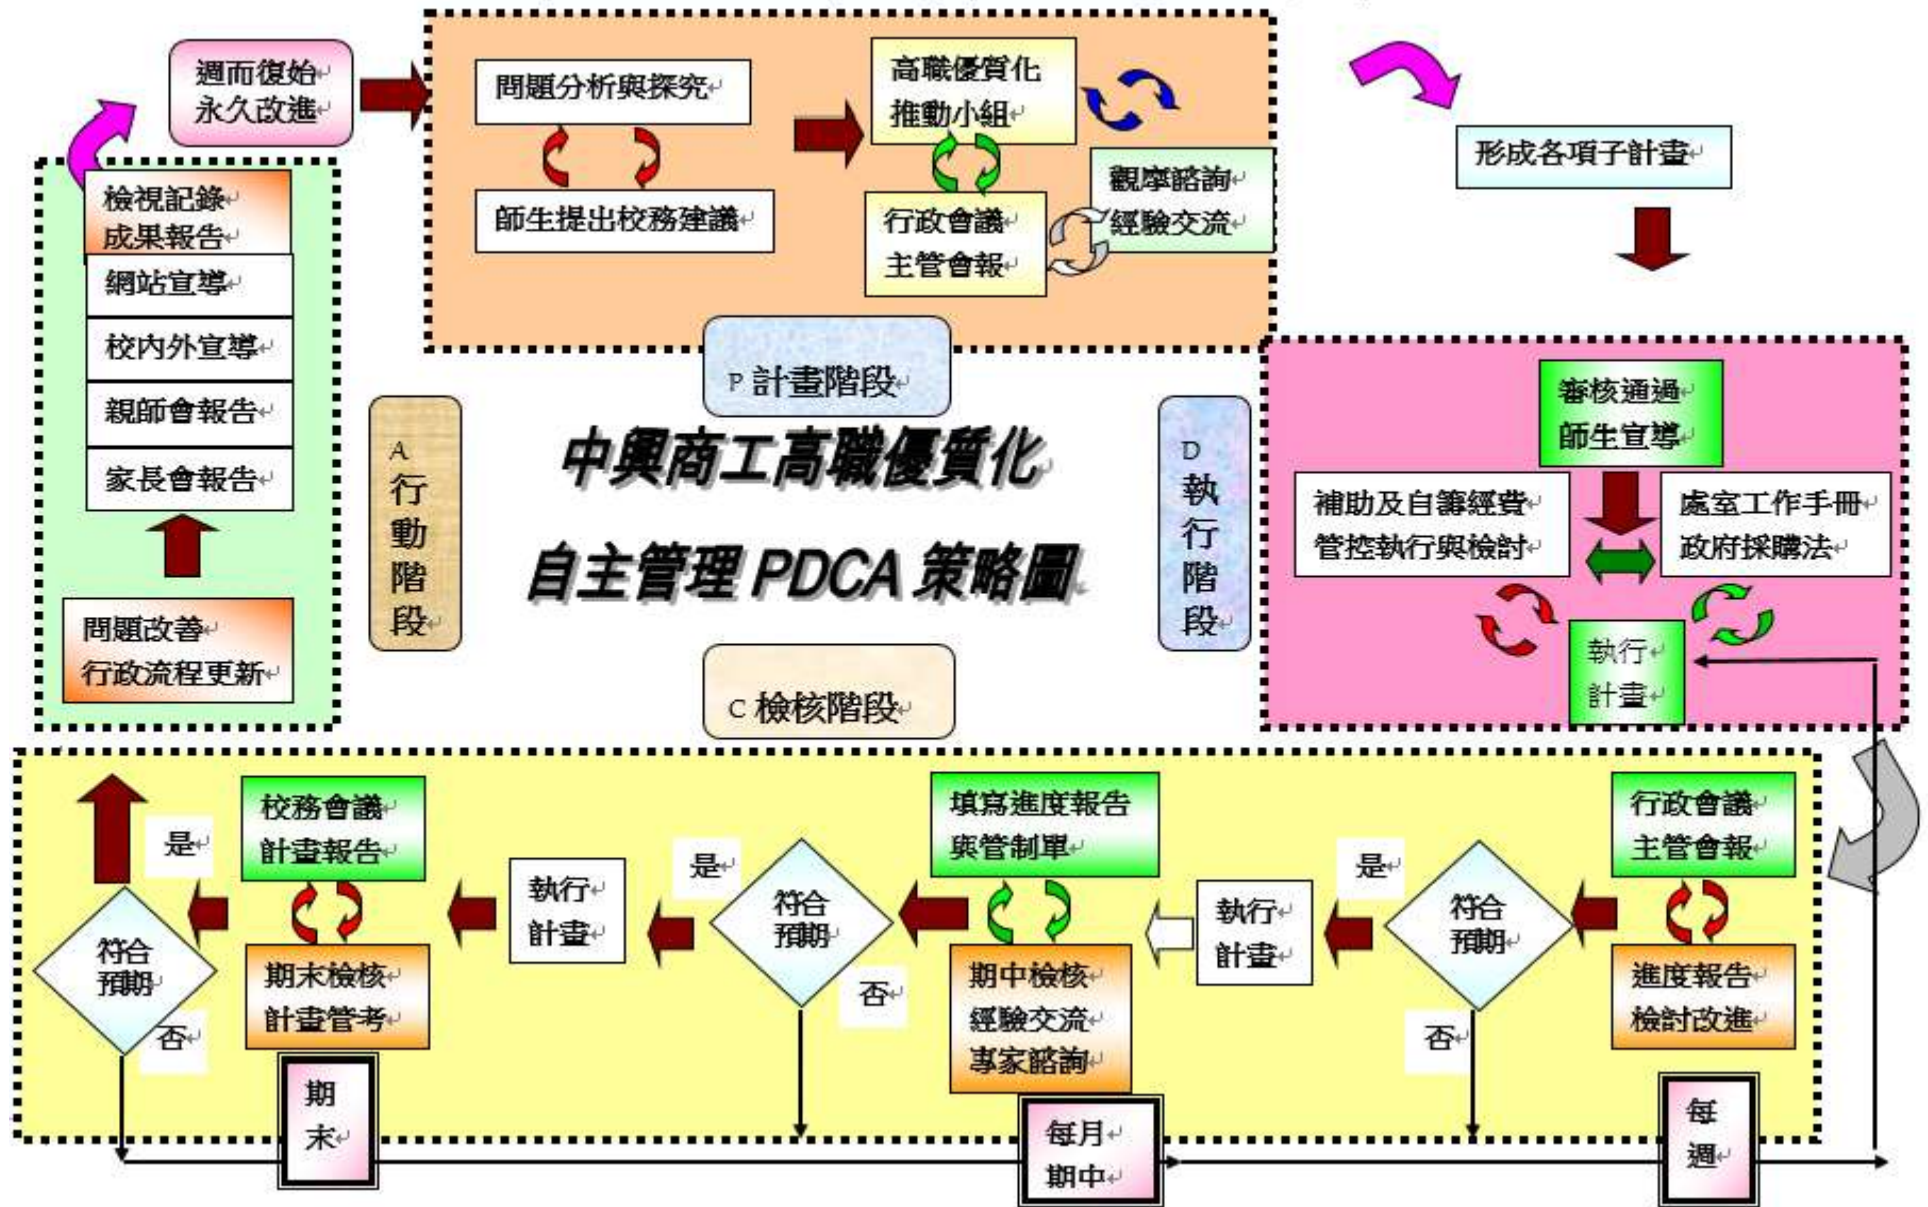 週而復始
永久改進
問題分析與探究
師生提出校務建議
高職優質化
推動小組
行政會議
主管會報
觀摩諮詢
經驗交流
形成各項子計畫
檢視記錄
成果報告
網站宣導
校內外宣導
親師會報告
家長會報告
問題改善
行政流程更新
P 計畫階段
A
行
動
階
段
中興商工高職優質化
自主管理 PDCA 策略圖
D
執
行
階
段
C 檢核階段
審核通過
師生宣導
補助及自籌經費
管控執行與檢討
處室工作手冊
政府採購法
執行
計畫
行政會議
主管會報
進度報告
檢討改進
每
週
符合
預期
是
否
執行
計畫
填寫進度報告
與管制單
期中檢核
經驗交流
專家諮詢
每月
期中
符合
預期
是
否
執行
計畫
校務會議
計畫報告
期末檢核
計畫管考
期
末
符合
預期
是
否